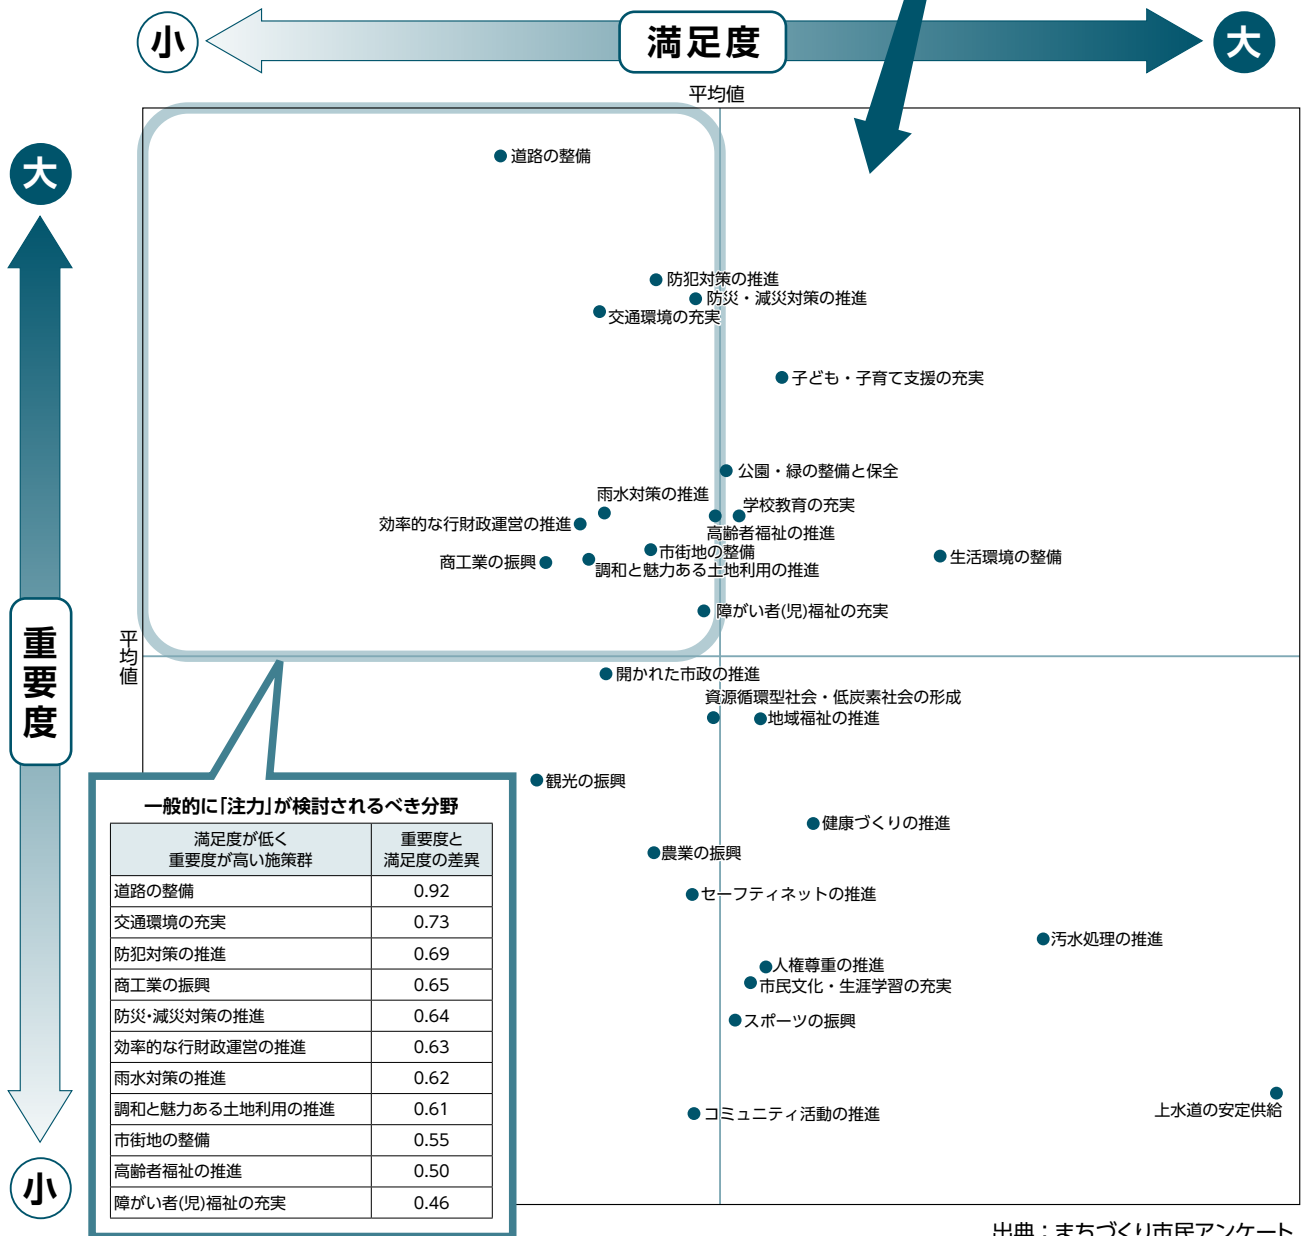 小
満足度
大
平均値
大
重要度
小
平均値
道路の整備
防犯対策の推進
防災・減災対策の推進
交通環境の充実
子ども・子育て支援の充実
公園・緑の整備と保全
雨水対策の推進
学校教育の充実
効率的な行財政運営の推進
高齢者福祉の推進
市街地の整備
商工業の振興
調和と魅力ある土地利用の推進
生活環境の整備
障がい者(児)福祉の充実
開かれた市政の推進
資源循環型社会・低炭素社会の形成
地域福祉の推進
観光の振興
健康づくりの推進
農業の振興
セーフティネットの推進
汚水処理の推進
人権尊重の推進
市民文化・生涯学習の充実
スポーツの振興
上水道の安定供給
コミュニティ活動の推進
一般的に「注力」が検討されるべき分野
満足度が低く
重要度が高い施策群
重要度と
満足度の差異
道路の整備 0.92
交通環境の充実 0.73
防犯対策の推進 0.69
商工業の振興 0.65
防災・減災対策の推進 0.64
効率的な行財政運営の推進 0.63
雨水対策の推進 0.62
調和と魅力ある土地利用の推進 0.61
市街地の整備 0.55
高齢者福祉の推進 0.50
障がい者(児)福祉の充実 0.46
出典：まちづくり市民アンケート